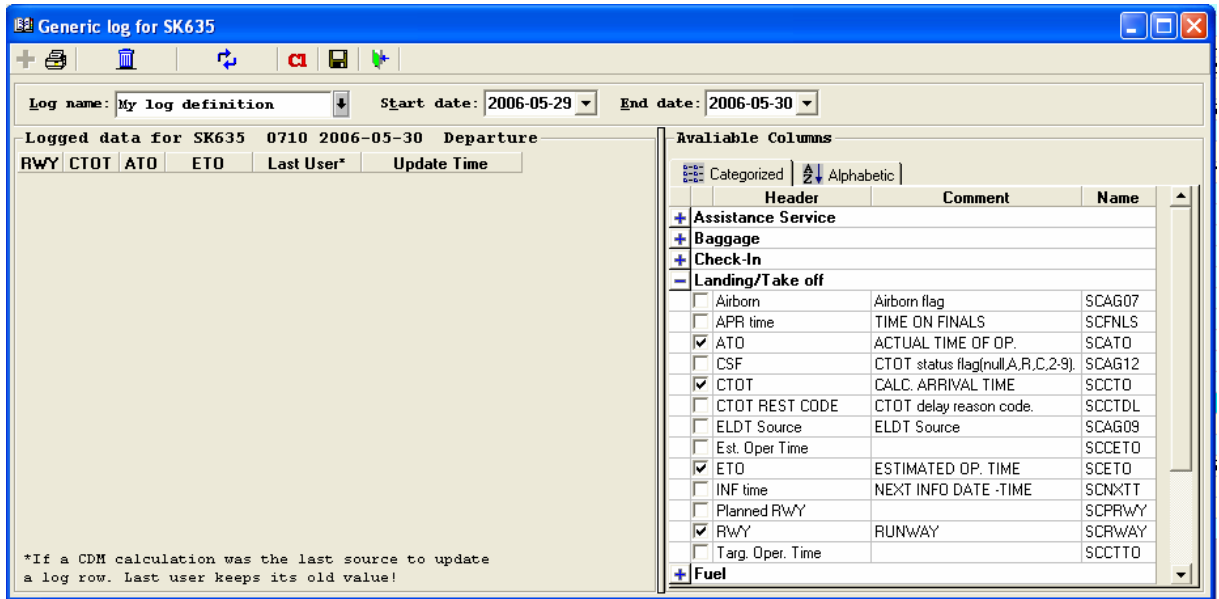 Generic log for SK635
C1
Log name: My log definition Start date: 2006-05-29 End date: 2006-05-30
Logged data for SK635 0710 2006-05-30 Departure
RWY CTOT ATO ETO Last User* Update Time
*If a CDM calculation was the last source to update
a log row. Last user keeps its old value!
Avaliable Columns
Categorized Alphabetic
Header Comment Name
Assistance Service
Baggage
Check-In
Landing/Take off
Airborn Airborn flag SCAG07
APR time TIME ON FINALS SCFNLS
ATO ACTUAL TIME OF OP. SCATO
CSF CTOT status flag(null,A,R,C,2-9). SCAG12
CTOT CALC. ARRIVAL TIME SCCTO
CTOT REST CODE CTOT delay reason code. SCCTDL
ELDT Source ELDT Source SCAG09
Est. Oper Time SCCETO
ETO ESTIMATED OP. TIME SCETO
INF time NEXT INFO DATE -TIME SCNXTT
Planned RWY SCPRWY
RWY RUNWAY SCRWAY
Targ. Oper. Time SCCTTO
Fuel